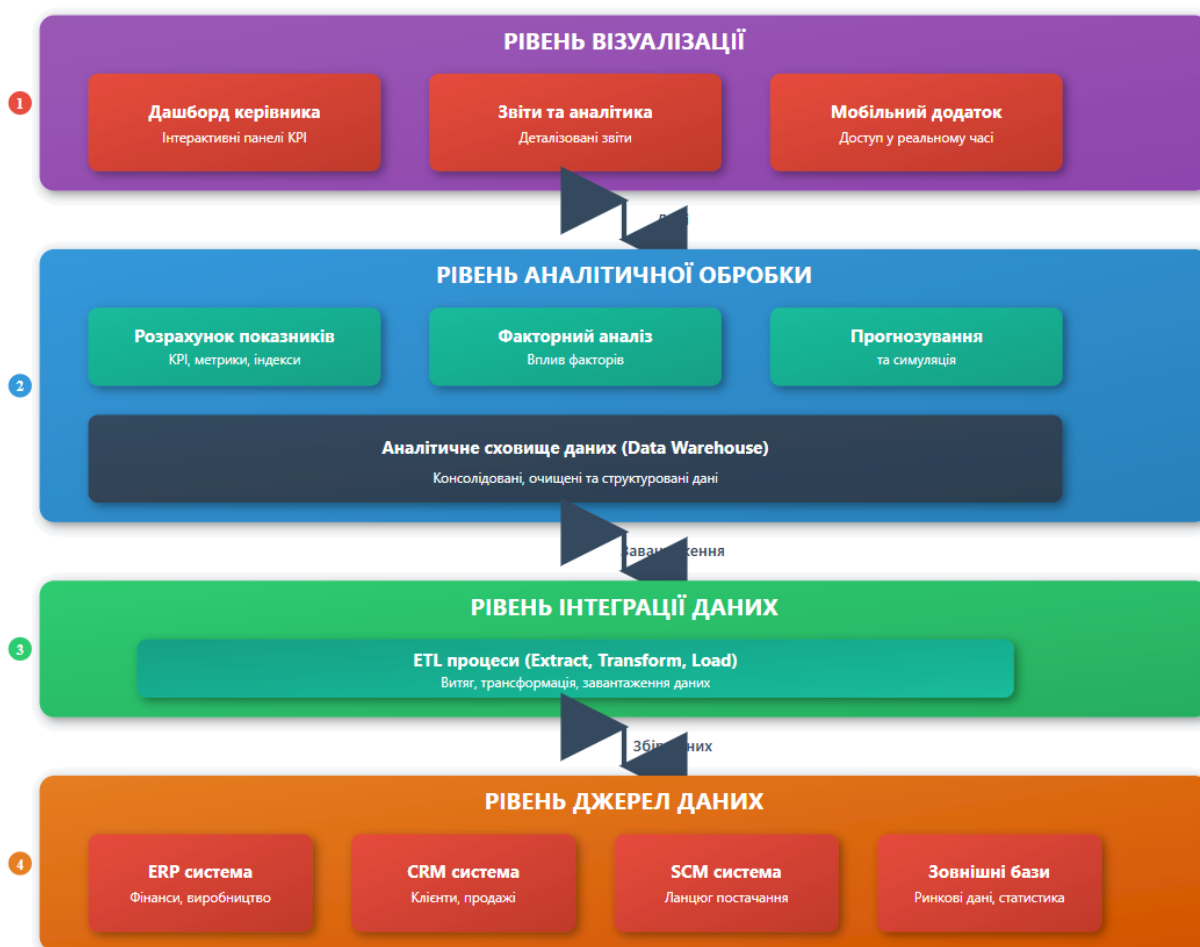 РІВЕНЬ ВІЗУАЛІЗАЦІЇ
1
Дашборд керівника
Інтерактивні панелі KPI
Звіти та аналітика
Деталізовані звіти
Мобільний додаток
Доступ у реальному часі
РІВЕНЬ АНАЛІТИЧНОЇ ОБРОБКИ
2
Розрахунок показників
KPI, метрики, індекси
Факторний аналіз
Вплив факторів
Прогнозування
та симуляція
Аналітичне сховище даних (Data Warehouse)
Консолідовані, очищені та структуровані дані
РІВЕНЬ ІНТЕГРАЦІЇ ДАНИХ
3
ETL процеси (Extract, Transform, Load)
Витяг, трансформація, завантаження даних
РІВЕНЬ ДЖЕРЕЛ ДАНИХ
4
ERP система
Фінанси, виробництво
CRM система
Клієнти, продажі
SCM система
Ланцюг постачання
Зовнішні бази
Ринкові дані, статистика